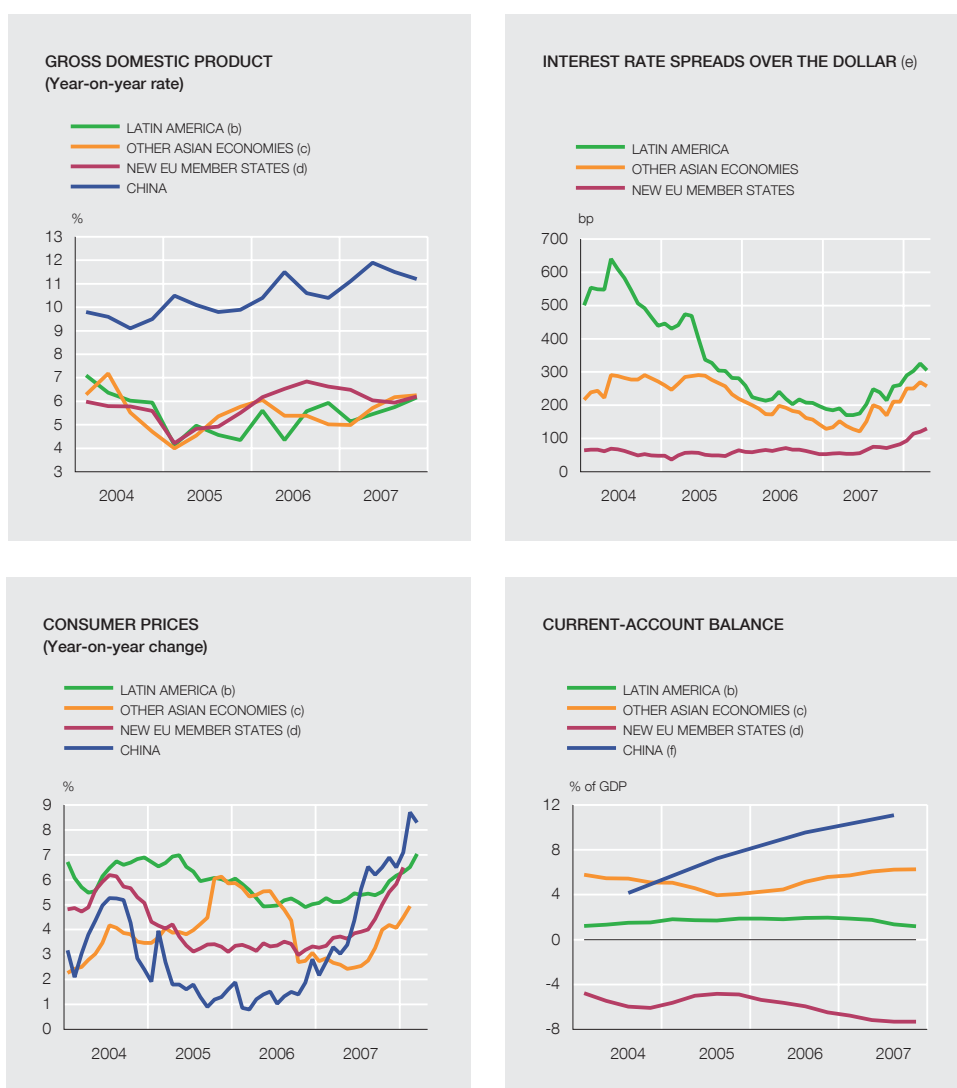 GROSS DOMESTIC PRODUCT
(Year-on-year rate)
LATIN AMERICA (b)
OTHER ASIAN ECONOMIES (c)
NEW EU MEMBER STATES (d)
CHINA
%
13
12
11
10
9
8
7
6
5
4
3
2004 2005 2006 2007
INTEREST RATE SPREADS OVER THE DOLLAR (e)
LATIN AMERICA
OTHER ASIAN ECONOMIES
NEW EU MEMBER STATES
bp
700
600
500
400
300
200
100
0
2004 2005 2006 2007
CONSUMER PRICES
(Year-on-year change)
LATIN AMERICA (b)
OTHER ASIAN ECONOMIES (c)
NEW EU MEMBER STATES (d)
CHINA
%
9
8
7
6
5
4
3
2
1
0
2004 2005 2006 2007
CURRENT-ACCOUNT BALANCE
LATIN AMERICA (b)
OTHER ASIAN ECONOMIES (c)
NEW EU MEMBER STATES (d)
CHINA (f)
% of GDP
12
8
4
0
-4
-8
2004 2005 2006 2007